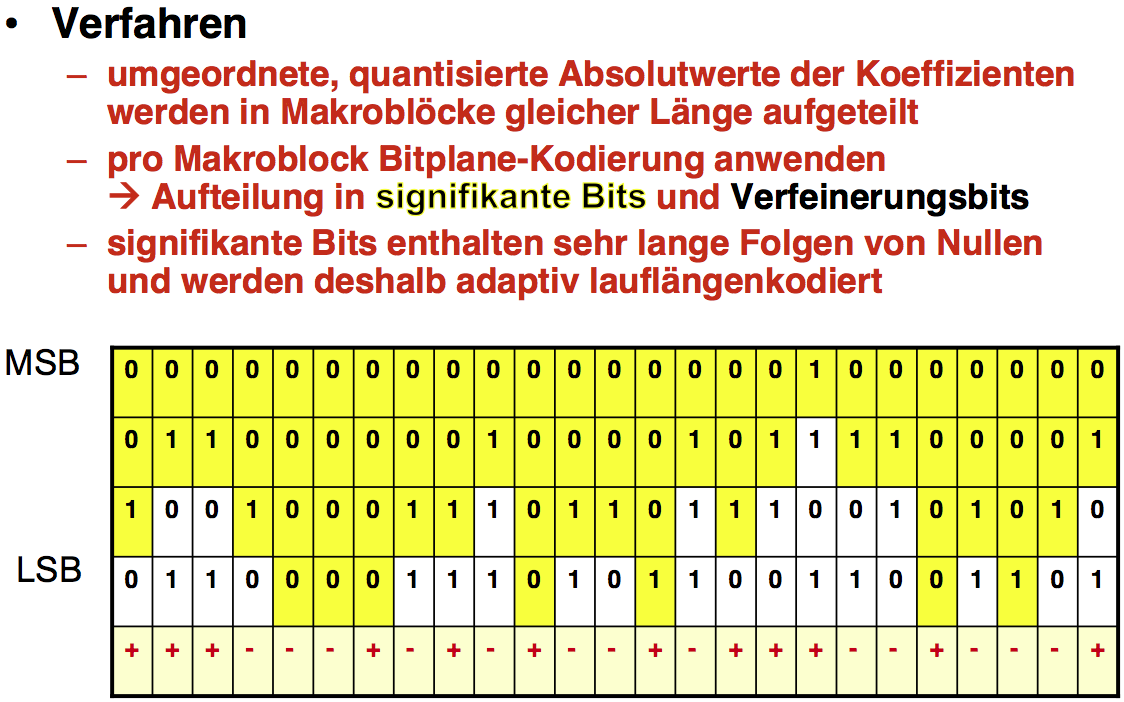 • Verfahren
– umgeordnete, quantisierte Absolutwerte der Koeffizienten
werden in Makroblöcke gleicher Länge aufgeteilt
– pro Makroblock Bitplane-Kodierung anwenden
→ Aufteilung in signifikante Bits und Verfeinerungsbits
– signifikante Bits enthalten sehr lange Folgen von Nullen
und werden deshalb adaptiv lauflängenkodiert
MSB 0 0 0 0 0 0 0 0 0 0 0 0 0 0 0 0 0 1 0 0 0 0 0 0 0
0 1 1 0 0 0 0 0 0 1 0 0 0 0 1 0 1 1 1 1 0 0 0 0 1
1 0 0 1 0 0 0 1 1 1 0 1 1 0 1 1 1 0 0 1 0 1 0 1 0
LSB 0 1 1 0 0 0 0 1 1 1 0 1 0 1 1 0 0 1 1 0 0 1 1 0 1
+ + + - - - + - + - + - - + - + + + - - + - - - +